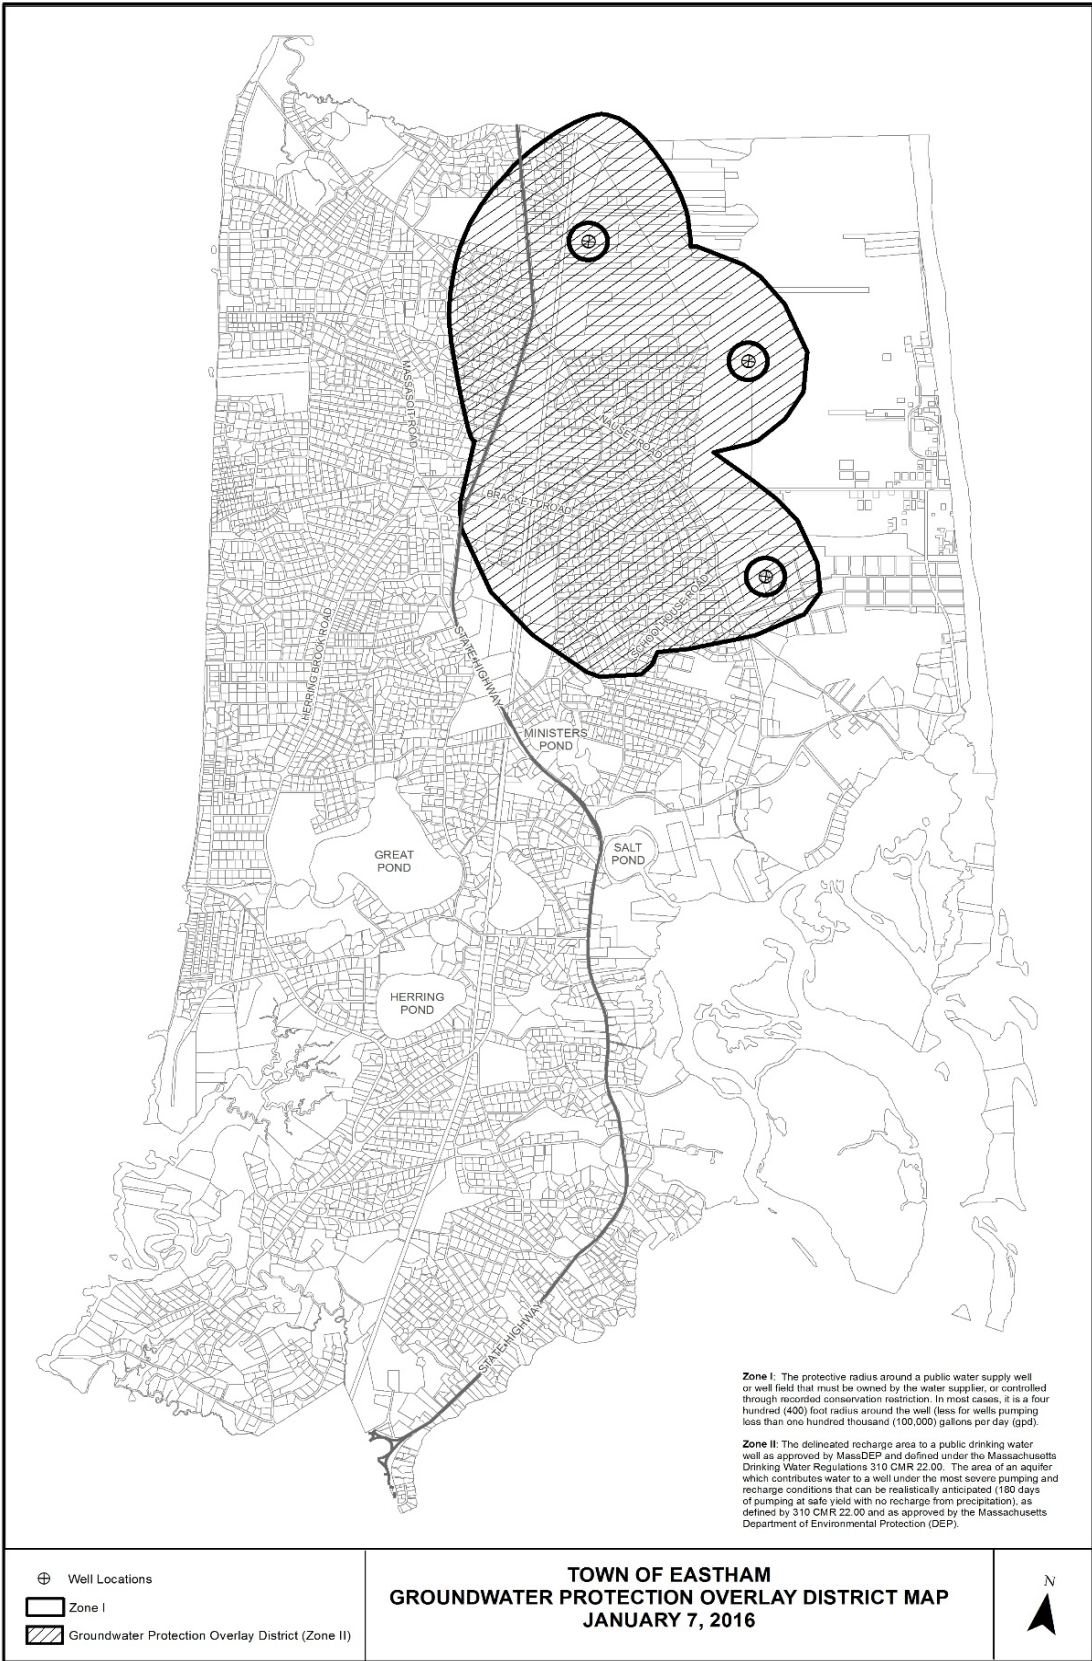 MASSASOIT ROAD
NAUSET ROAD
BRACKETT ROAD
SCHOOLHOUSE ROAD
HERRING BROOK ROAD
STATE HIGHWAY
MINISTERS
POND
SALT
POND
GREAT
POND
HERRING
POND
STATE HIGHWAY
Zone I: The protective radius around a public water supply well
or well field that must be owned by the water supplier, or controlled
through recorded conservation restriction. In most cases, it is a four
hundred (400) foot radius around the well (less for wells pumping
less than one hundred thousand (100,000) gallons per day (gpd).
Zone II: The delineated recharge area to a public drinking water
well as approved by MassDEP and defined under the Massachusetts
Drinking Water Regulations 310 CMR 22.00. The area of an aquifer
which contributes water to a well under the most severe pumping and
recharge conditions that can be realistically anticipated (180 days
of pumping at safe yield with no recharge from precipitation), as
defined by 310 CMR 22.00 and as approved by the Massachusetts
Department of Environmental Protection (DEP).
Well Locations
Zone I
Groundwater Protection Overlay District (Zone II)
TOWN OF EASTHAM
GROUNDWATER PROTECTION OVERLAY DISTRICT MAP
JANUARY 7, 2016
N